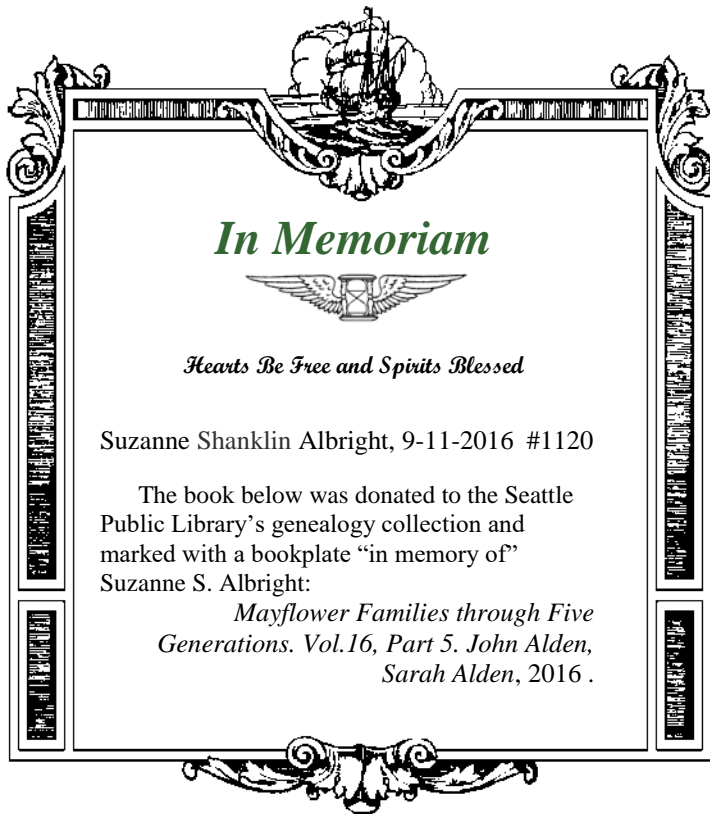 In Memoriam
Hearts Be Free and Spirits Blessed
Suzanne Shanklin Albright, 9-11-2016 #1120
The book below was donated to the Seattle
Public Library’s genealogy collection and
marked with a bookplate “in memory of”
Suzanne S. Albright:
Mayflower Families through Five
Generations. Vol.16, Part 5. John Alden,
Sarah Alden, 2016 .